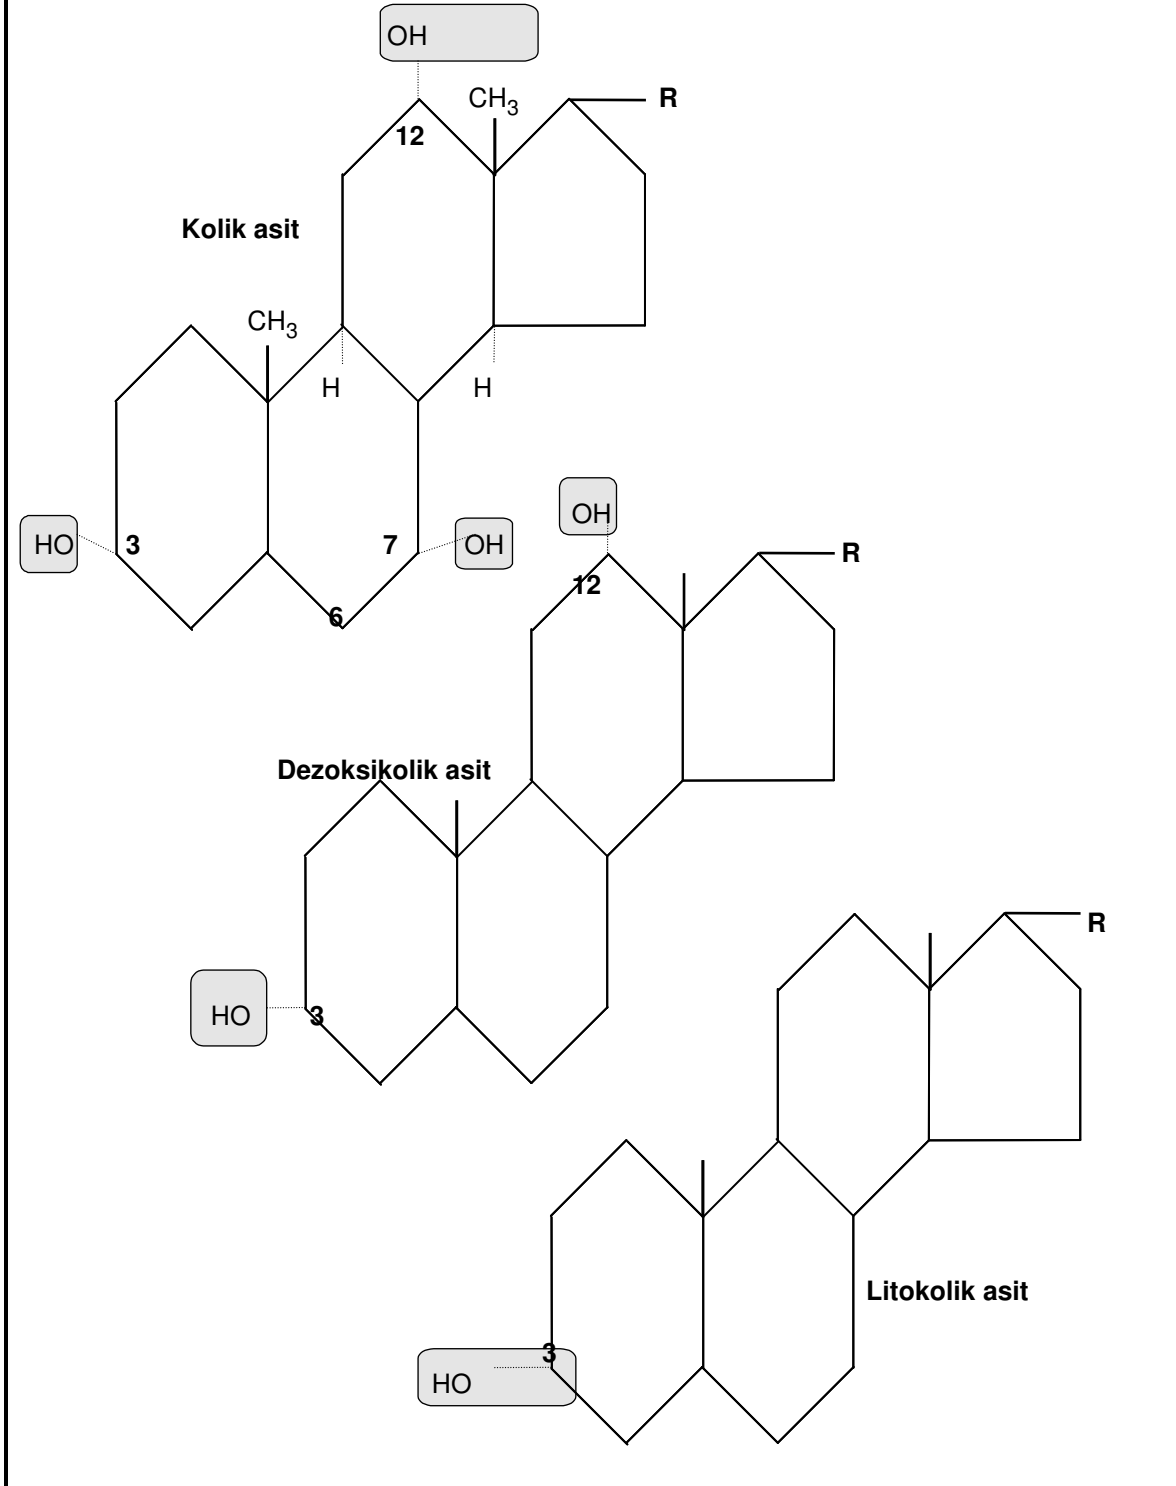 OH
CH3
R
12
Kolik asit
CH3
H
H
HO
3
7
OH
6
OH
12
R
Dezoksikolik asit
HO
3
R
Litokolik asit
3
HO